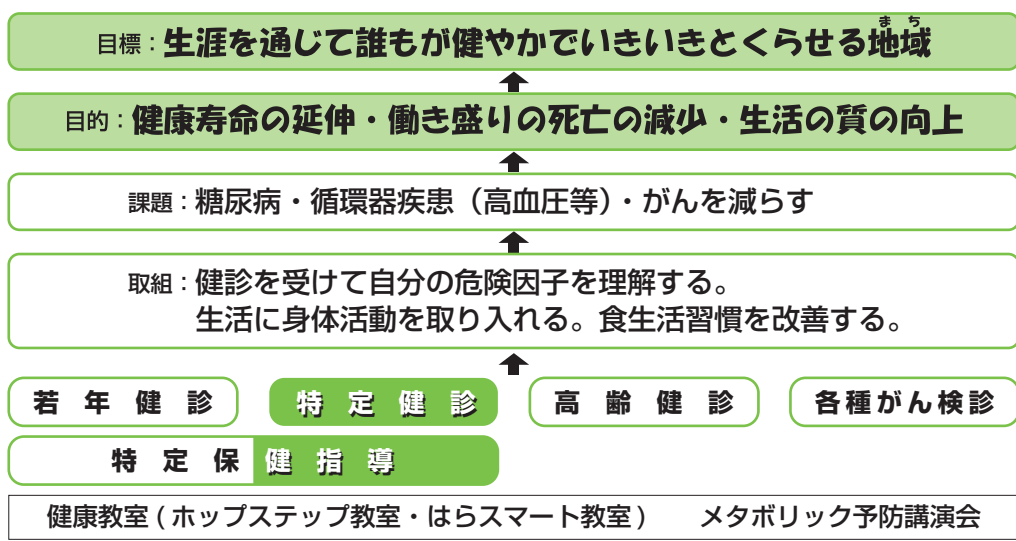 目標：生涯を通じて誰もが健やかでいきいきとくらせる地域
まち
目的：健康寿命の延伸・働き盛りの死亡の減少・生活の質の向上
課題：糖尿病・循環器疾患（高血圧等）・がんを減らす
取組：健診を受けて自分の危険因子を理解する。
生活に身体活動を取り入れる。食生活習慣を改善する。
若年健診 特定健診 高齢健診 各種がん検診
特定保健指導
健康教室(ホップステップ教室・はらスマート教室) メタボリック予防講演会